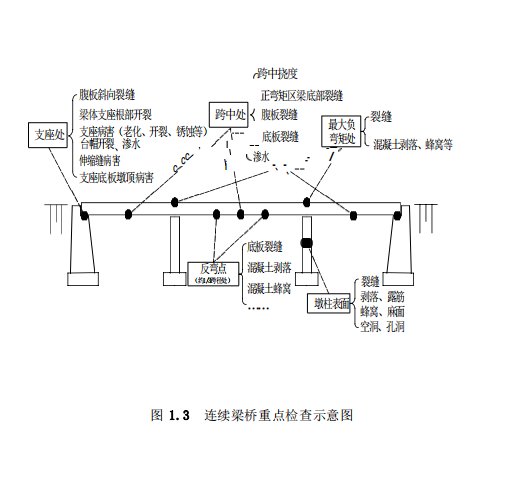 跨中挠度
腹板斜向裂缝
正弯矩区梁底部裂缝
梁体支座根部开裂
跨中处
腹板裂缝
裂缝
支座处
支座病害（老化、开裂、锈蚀等）
最大负
弯矩处
底板裂缝
台帽开裂、渗水
混凝土剥落、蜂窝等
伸缩缝病害
渗水
支座底板墩顶病害
底板裂缝
反弯点
混凝土剥落
裂缝
混凝土蜂窝
墩柱表面
剥落、露筋
……
蜂窝、麻面
空洞、孔洞
图 1.3 连续梁桥重点检查示意图